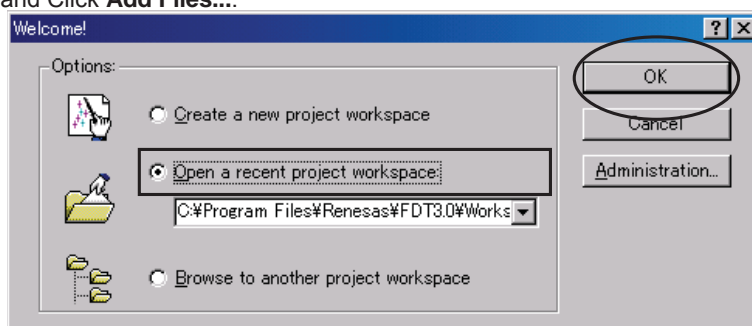 and Click Add Files....
Welcome!
Options:
Create a new project workspace
Open a recent project workspace:
C:¥Program Files¥Renesas¥FDT3.0¥Works
Browse to another project workspace
OK
Cancel
Administration...